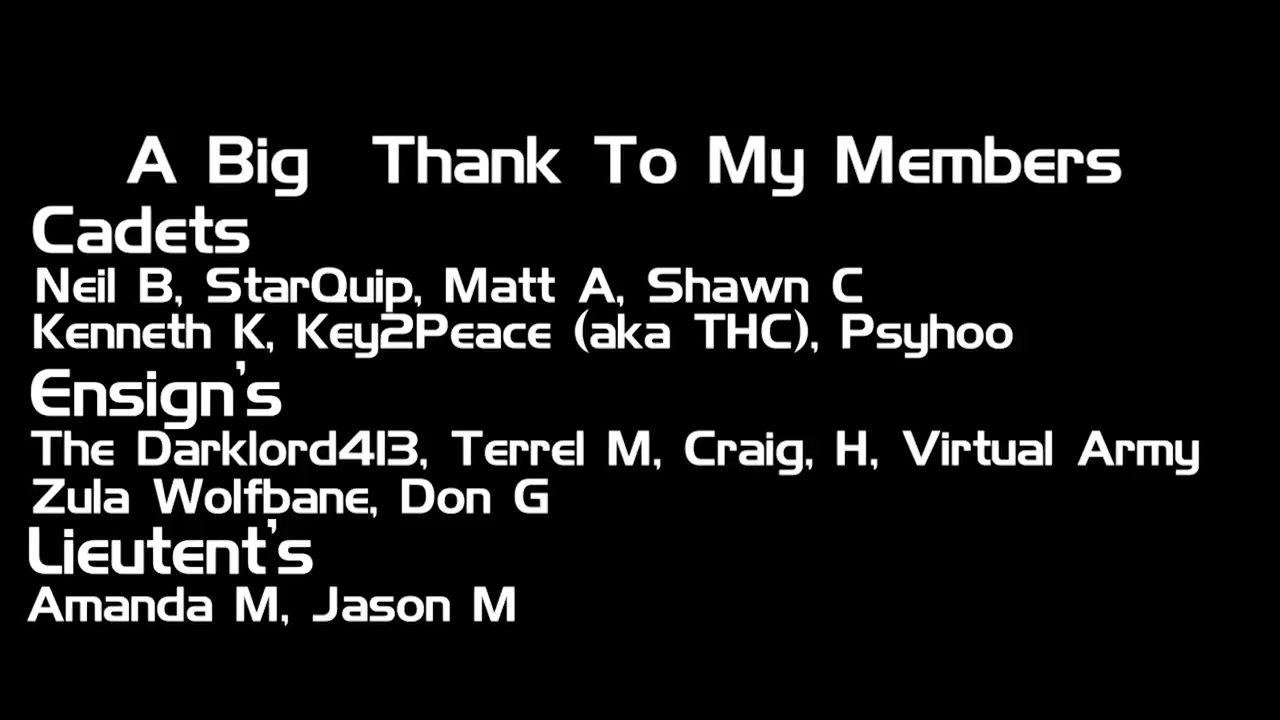 A Big Thank To My Members
Cadets
Neil B, StarQuip, Matt A, Shawn C
Kenneth K, Key2Peace (aka THC), Psyhoo
Ensign's
The Darklord413, Terrel M, Craig, H, Virtual Army
Zula Wolfbane, Don G
Lieutent's
Amanda M, Jason M